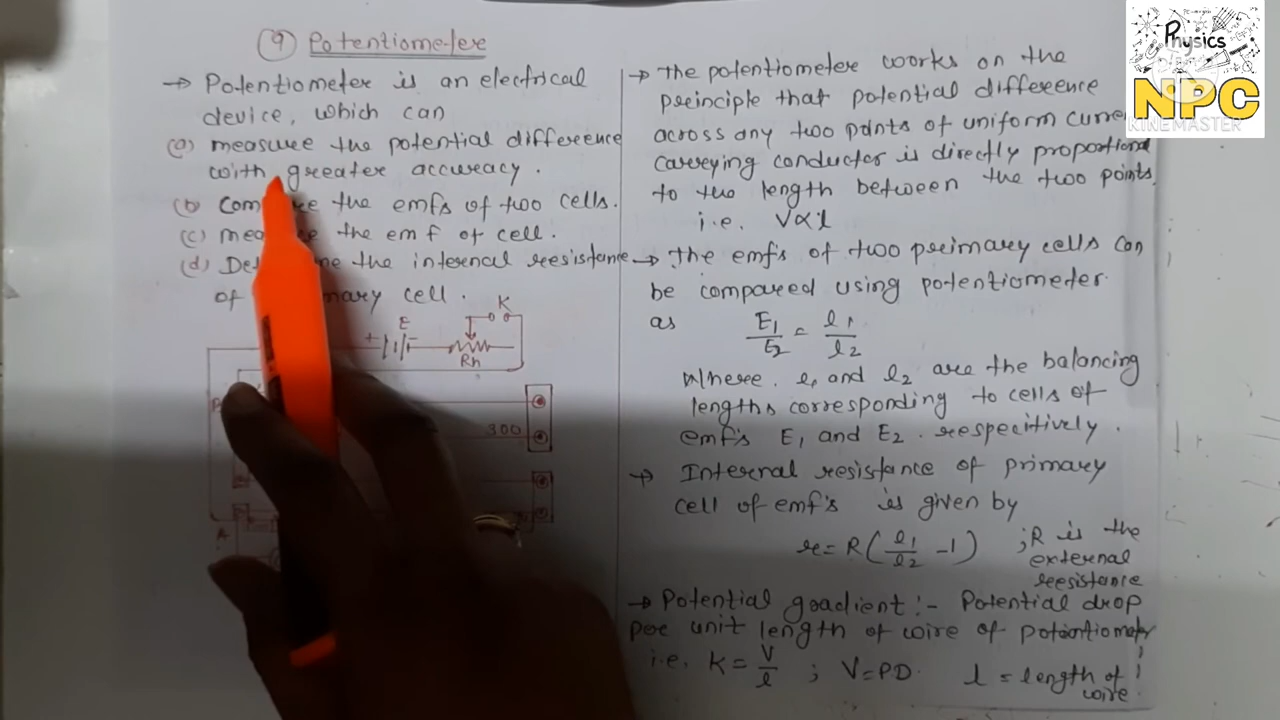 (9) Potentiometer
→ Potentiometer is an electrical
device, which can
(a) measure the potential difference
with greater accuracy.
(b) Com re the emfs of two cells.
(c) mea e the emf of cell.
(d) De ne the internal resistance
of mary cell.
K
+ E -
Rh
B
300
A
→ The potentiometer works on the
principle that potential difference
across any two points of uniform curre
carrying conductor is directly proportional
to the length between the two points.
i.e. V∝l
→ The emf's of two primary cells can
be compared using potentiometer
as E₁/E₂ = l₁/l₂
Where. l₁ and l₂ are the balancing
lengths corresponding to cells of
emf's E₁ and E₂. respectively.
→ Internal resistance of primary
cell of emf's is given by
r = R(l₁/l₂ -1) ; R is the
external
resistance
→ Potential gradient :- Potential drop
per unit length of wire of potentiometer
i.e. K = V/l ; V=PD. l = length of
wire.
Physics
NPC
KINEMASTER